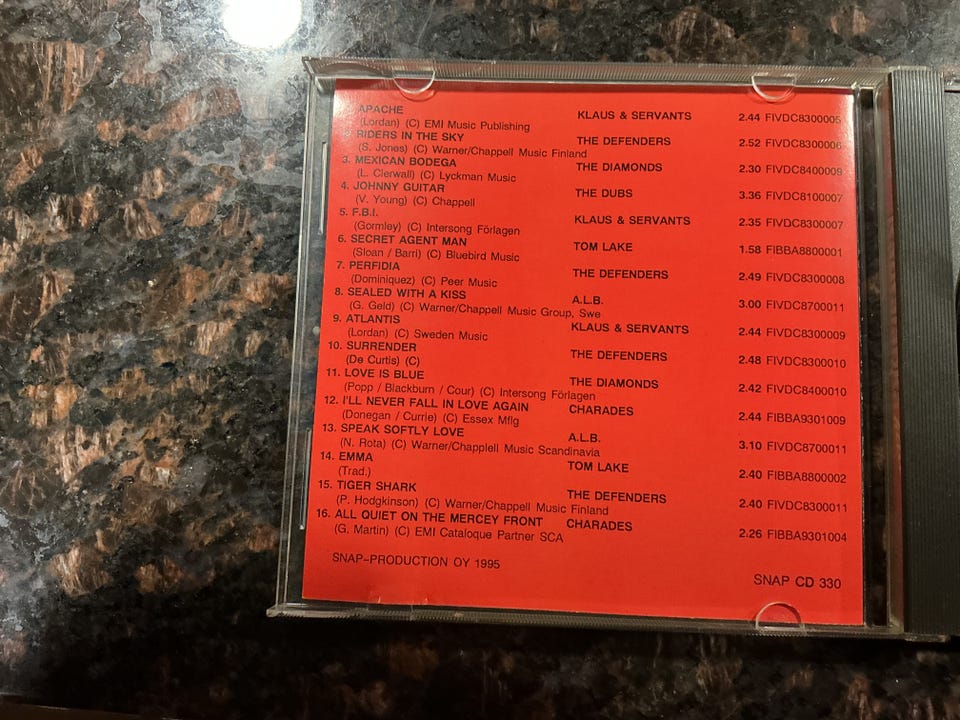 APACHE KLAUS & SERVANTS 2.44 FIVDC8300005
(Lordan) (C) EMI Music Publishing
2. RIDERS IN THE SKY THE DEFENDERS 2.52 FIVDC8300006
(S. Jones) (C) Warner/Chappell Music Finland
3. MEXICAN BODEGA THE DIAMONDS 2.30 FIVDC8400009
(L. Clerwall) (C) Lyckman Music
4. JOHNNY GUITAR THE DUBS 3.36 FIVDC8100007
(V. Young) (C) Chappell
5. F.B.I. KLAUS & SERVANTS 2.35 FIVDC8300007
(Gormley) (C) Intersong Förlagen
6. SECRET AGENT MAN TOM LAKE 1.58 FIBBA8800001
(Sloan / Barri) (C) Bluebird Music
7. PERFIDIA THE DEFENDERS 2.49 FIVDC8300008
(Dominiquez) (C) Peer Music
8. SEALED WITH A KISS A.L.B. 3.00 FIVDC8700011
(G. Geld) (C) Warner/Chappell Music Group, Swe
9. ATLANTIS KLAUS & SERVANTS 2.44 FIVDC8300009
(Lordan) (C) Sweden Music
10. SURRENDER THE DEFENDERS 2.48 FIVDC8300010
(De Curtis) (C)
11. LOVE IS BLUE THE DIAMONDS 2.42 FIVDC8400010
(Popp / Blackburn / Cour) (C) Intersong Förlagen
12. I'LL NEVER FALL IN LOVE AGAIN CHARADES 2.44 FIBBA9301009
(Donegan / Currie) (C) Essex Mflg
13. SPEAK SOFTLY LOVE A.L.B. 3.10 FIVDC8700011
(N. Rota) (C) Warner/Chapplell Music Scandinavia
14. EMMA TOM LAKE 2.40 FIBBA8800002
(Trad.)
15. TIGER SHARK THE DEFENDERS 2.40 FIVDC8300011
(P. Hodgkinson) (C) Warner/Chappell Music Finland
16. ALL QUIET ON THE MERCEY FRONT CHARADES 2.26 FIBBA9301004
(G. Martin) (C) EMI Cataloque Partner SCA
SNAP-PRODUCTION OY 1995
SNAP CD 330